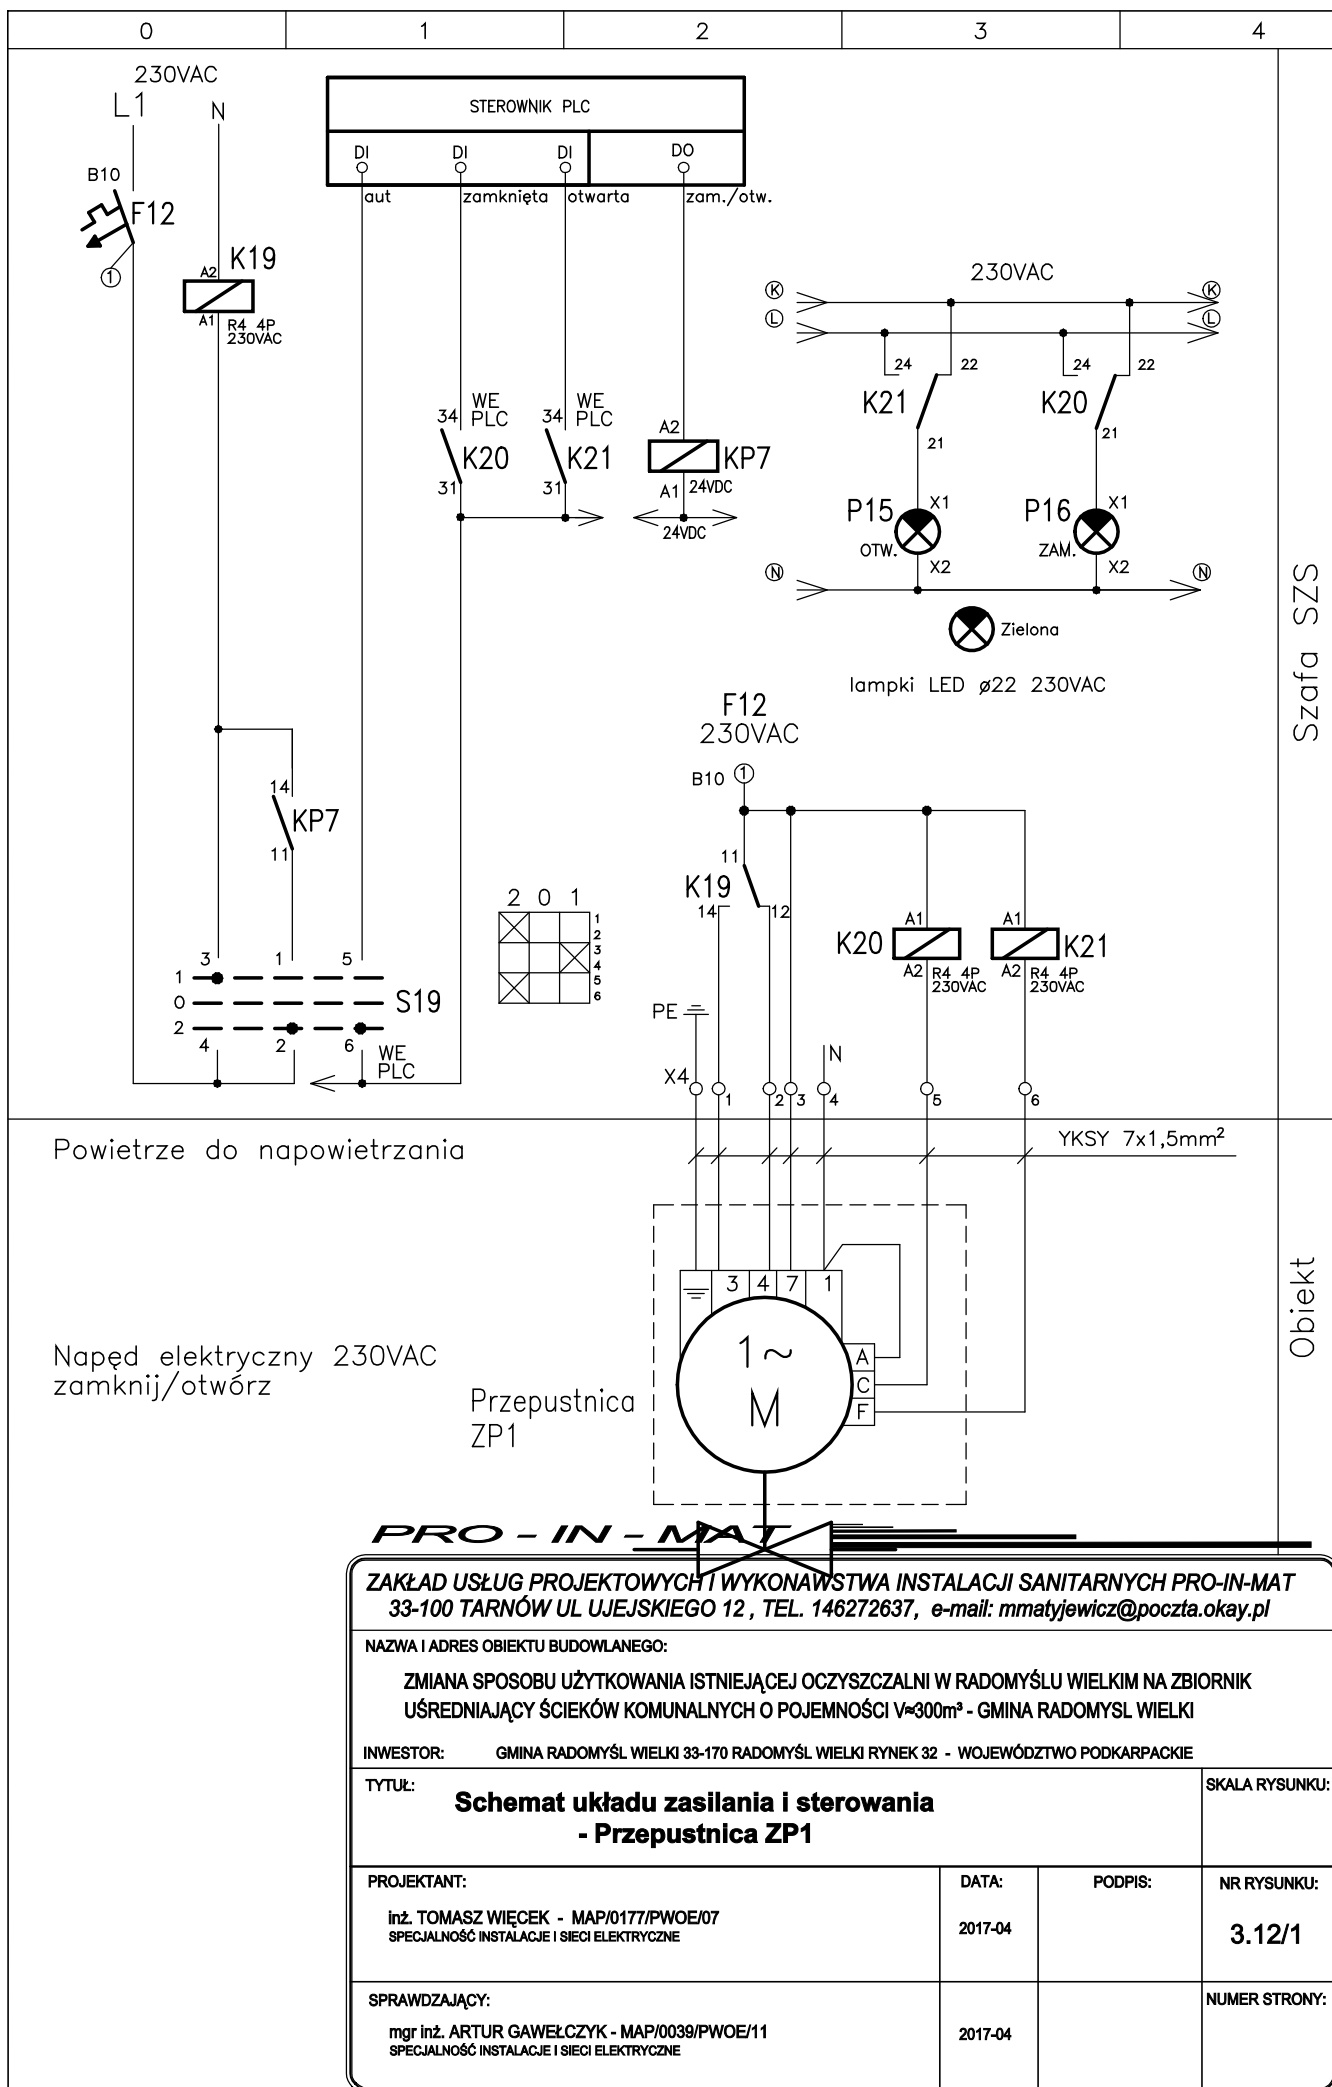 0 1 2 3 4
230VAC
L1 N
STEROWNIK PLC
DI DI DI DO
aut zamknięta otwarta zam./otw.
B10
F12
1
A2 K19
A1 R4 4P
230VAC
230VAC
K K
L L
24 22 24 22
K21 K20
21 21
34 WE PLC 34 WE PLC
K20 K21
31 31
A2
KP7
A1 24VDC
24VDC
P15 X1 P16 X1
OTW. ZAM.
X2 X2
N N
Zielona
lampki LED ø22 230VAC
Szafa SZS
F12
230VAC
B10 1
14
KP7
11
11
K19
14 12
2 0 1
1
2
3
4
5
6
A1 A1
K20 K21
A2 R4 4P A2 R4 4P
230VAC 230VAC
3 1 5
1
0 S19
2
4 2 6
WE
PLC
PE
N
X4
1 2 3 4 5 6
Powietrze do napowietrzania
YKSY 7x1,5mm²
3 4 7 1
1~
M
A
C
F
Obiekt
Napęd elektryczny 230VAC
zamknij/otwórz
Przepustnica
ZP1
PRO - IN - MAT
ZAKŁAD USŁUG PROJEKTOWYCH I WYKONAWSTWA INSTALACJI SANITARNYCH PRO-IN-MAT
33-100 TARNÓW UL UJEJSKIEGO 12 , TEL. 146272637, e-mail: mmatyjewicz@poczta.okay.pl
NAZWA I ADRES OBIEKTU BUDOWLANEGO:
ZMIANA SPOSOBU UŻYTKOWANIA ISTNIEJĄCEJ OCZYSZCZALNI W RADOMYŚLU WIELKIM NA ZBIORNIK
UŚREDNIAJĄCY ŚCIEKÓW KOMUNALNYCH O POJEMNOŚCI V≈300m³ - GMINA RADOMYSL WIELKI
INWESTOR: GMINA RADOMYŚL WIELKI 33-170 RADOMYŚL WIELKI RYNEK 32 - WOJEWÓDZTWO PODKARPACKIE
TYTUŁ: SKALA RYSUNKU:
Schemat układu zasilania i sterowania
- Przepustnica ZP1
PROJEKTANT: DATA: PODPIS: NR RYSUNKU:
inż. TOMASZ WIĘCEK - MAP/0177/PWOE/07
SPECJALNOŚĆ INSTALACJE I SIECI ELEKTRYCZNE
2017-04
3.12/1
SPRAWDZAJĄCY: NUMER STRONY:
mgr inż. ARTUR GAWEŁCZYK - MAP/0039/PWOE/11
SPECJALNOŚĆ INSTALACJE I SIECI ELEKTRYCZNE
2017-04